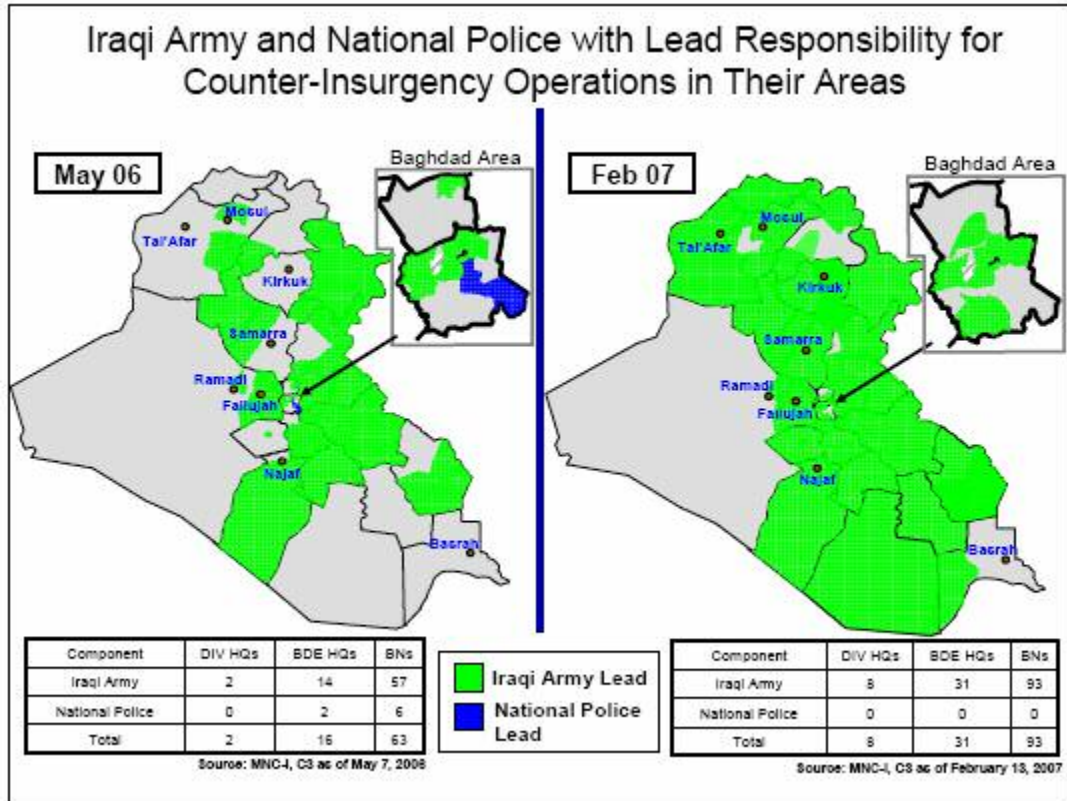 Iraqi Army and National Police with Lead Responsibility for
Counter-Insurgency Operations in Their Areas
May 06
Baghdad Area
Mosul
Tal'Afar
Kirkuk
Samarra
Ramadi
Fallujah
Najaf
Basrah
Feb 07
Baghdad Area
Mosul
Tal'Afar
Kirkuk
Samarra
Ramadi
Fallujah
Najaf
Basrah
Component DIV HQs BDE HQs BNs
Iraqi Army 2 14 57
National Police 0 2 6
Total 2 16 63
Source: MNC-I, C3 as of May 7, 2006
Iraqi Army Lead
National Police
Lead
Component DIV HQs BDE HQs BNs
Iraqi Army 8 31 93
National Police 0 0 0
Total 8 31 93
Source: MNC-I, C3 as of February 13, 2007